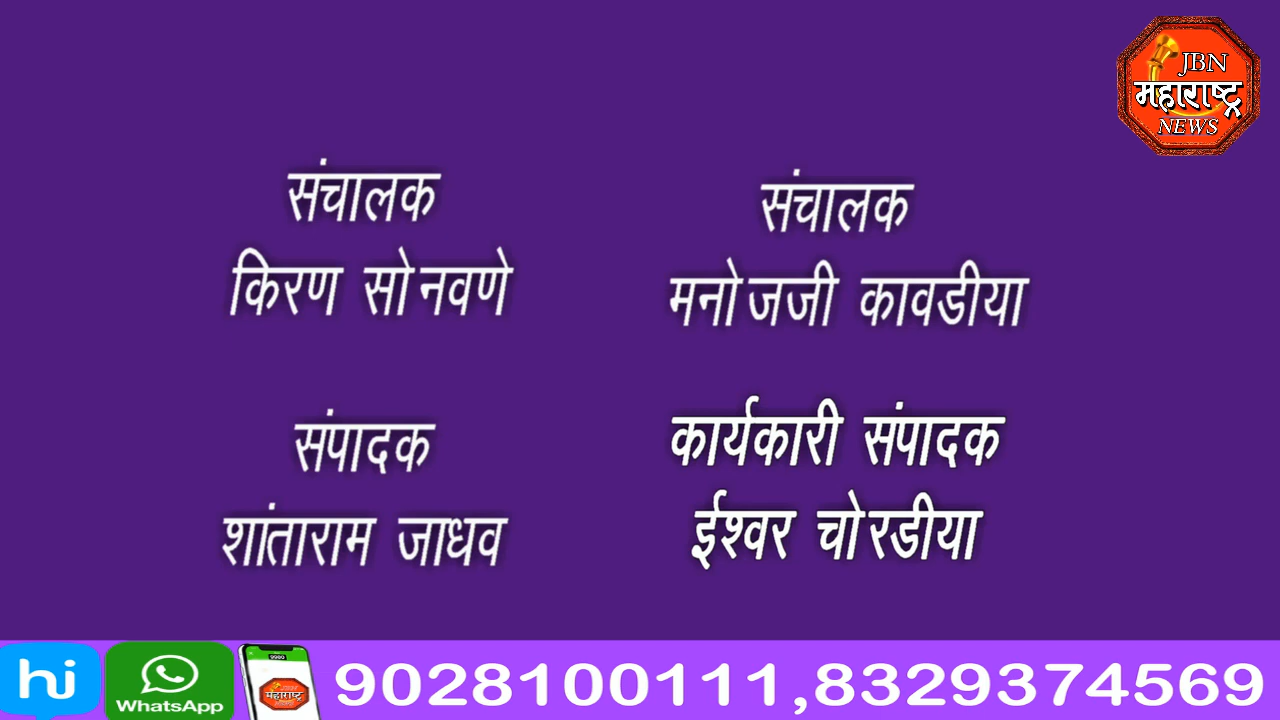 JBN
महाराष्ट्र
NEWS
संचालक
किरण सोनवणे
संचालक
मनोजजी कावडीया
संपादक
शांताराम जाधव
कार्यकारी संपादक
ईश्वर चोरडीया
hi
WhatsApp
महाराष्ट्र
9028100111,8329374569